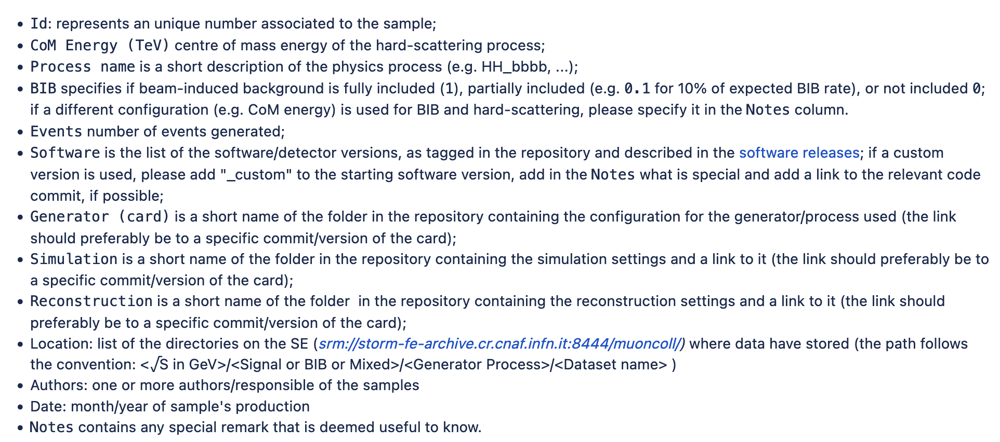 • Id: represents an unique number associated to the sample;
• CoM Energy (TeV) centre of mass energy of the hard-scattering process;
• Process name is a short description of the physics process (e.g. HH_bbbb, ...);
• BIB specifies if beam-induced background is fully included (1), partially included (e.g. 0.1 for 10% of expected BIB rate), or not included 0;
if a different configuration (e.g. CoM energy) is used for BIB and hard-scattering, please specify it in the Notes column.
• Events number of events generated;
• Software is the list of the software/detector versions, as tagged in the repository and described in the software releases; if a custom
version is used, please add "_custom" to the starting software version, add in the Notes what is special and add a link to the relevant code
commit, if possible;
• Generator (card) is a short name of the folder in the repository containing the configuration for the generator/process used (the link
should preferably be to a specific commit/version of the card);
• Simulation is a short name of the folder in the repository containing the simulation settings and a link to it (the link should preferably be to
a specific commit/version of the card);
• Reconstruction is a short name of the folder  in the repository containing the reconstruction settings and a link to it (the link should
preferably be to a specific commit/version of the card);
• Location: list of the directories on the SE (srm://storm-fe-archive.cr.cnaf.infn.it:8444/muoncoll/) where data have stored (the path follows
the convention: <√S in GeV>/<Signal or BIB or Mixed>/<Generator Process>/<Dataset name> )
• Authors: one or more authors/responsible of the samples
• Date: month/year of sample's production
• Notes contains any special remark that is deemed useful to know.